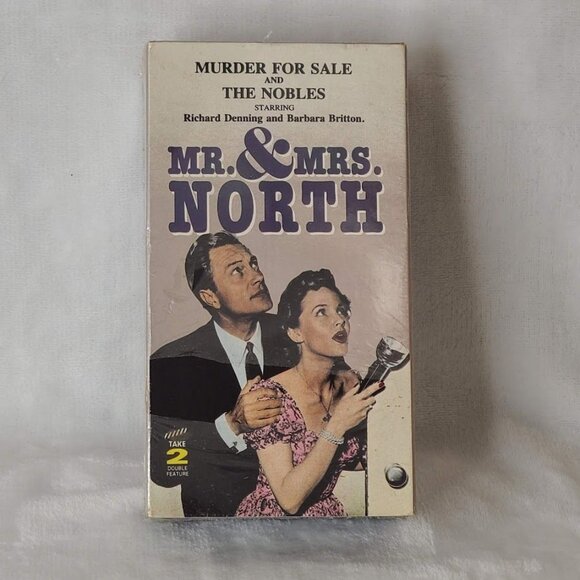 MURDER FOR SALE
AND
THE NOBLES
STARRING
Richard Denning and Barbara Britton.
MR. & MRS.
NORTH
TAKE
2
DOUBLE
FEATURE